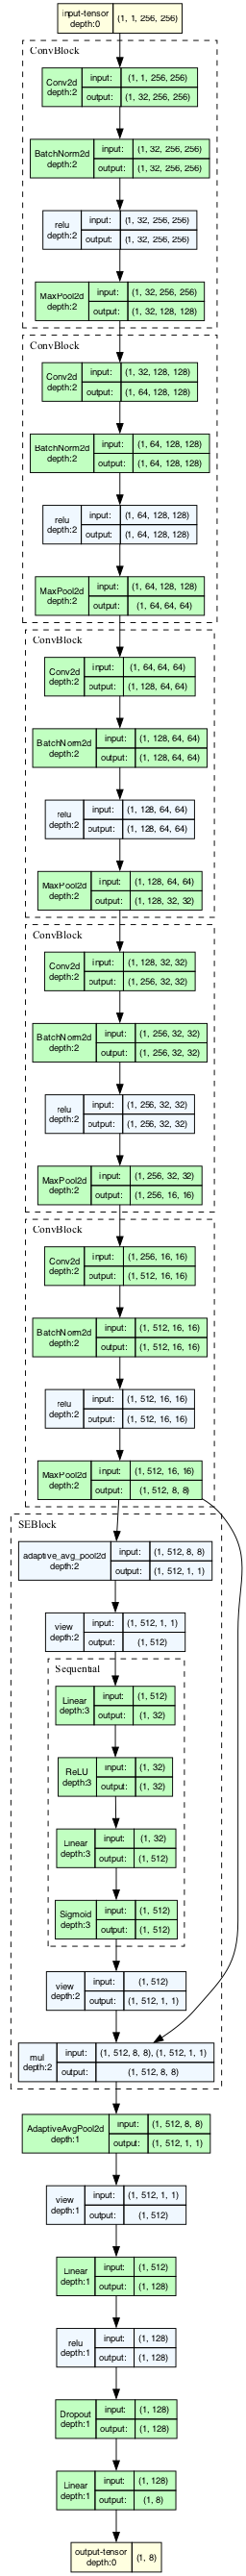 input-tensor
depth:0
(1, 1, 256, 256)
ConvBlock
Conv2d
depth:2
input:
(1, 1, 256, 256)
output:
(1, 32, 256, 256)
BatchNorm2d
depth:2
input:
(1, 32, 256, 256)
output:
(1, 32, 256, 256)
relu
depth:2
input:
(1, 32, 256, 256)
output:
(1, 32, 256, 256)
MaxPool2d
depth:2
input:
(1, 32, 256, 256)
output:
(1, 32, 128, 128)
ConvBlock
Conv2d
depth:2
input:
(1, 32, 128, 128)
output:
(1, 64, 128, 128)
BatchNorm2d
depth:2
input:
(1, 64, 128, 128)
output:
(1, 64, 128, 128)
relu
depth:2
input:
(1, 64, 128, 128)
output:
(1, 64, 128, 128)
MaxPool2d
depth:2
input:
(1, 64, 128, 128)
output:
(1, 64, 64, 64)
ConvBlock
Conv2d
depth:2
input:
(1, 64, 64, 64)
output:
(1, 128, 64, 64)
BatchNorm2d
depth:2
input:
(1, 128, 64, 64)
output:
(1, 128, 64, 64)
relu
depth:2
input:
(1, 128, 64, 64)
output:
(1, 128, 64, 64)
MaxPool2d
depth:2
input:
(1, 128, 64, 64)
output:
(1, 128, 32, 32)
ConvBlock
Conv2d
depth:2
input:
(1, 128, 32, 32)
output:
(1, 256, 32, 32)
BatchNorm2d
depth:2
input:
(1, 256, 32, 32)
output:
(1, 256, 32, 32)
relu
depth:2
input:
(1, 256, 32, 32)
output:
(1, 256, 32, 32)
MaxPool2d
depth:2
input:
(1, 256, 32, 32)
output:
(1, 256, 16, 16)
ConvBlock
Conv2d
depth:2
input:
(1, 256, 16, 16)
output:
(1, 512, 16, 16)
BatchNorm2d
depth:2
input:
(1, 512, 16, 16)
output:
(1, 512, 16, 16)
relu
depth:2
input:
(1, 512, 16, 16)
output:
(1, 512, 16, 16)
MaxPool2d
depth:2
input:
(1, 512, 16, 16)
output:
(1, 512, 8, 8)
SEBlock
adaptive_avg_pool2d
depth:2
input:
(1, 512, 8, 8)
output:
(1, 512, 1, 1)
view
depth:2
input:
(1, 512, 1, 1)
output:
(1, 512)
Sequential
Linear
depth:3
input:
(1, 512)
output:
(1, 32)
ReLU
depth:3
input:
(1, 32)
output:
(1, 32)
Linear
depth:3
input:
(1, 32)
output:
(1, 512)
Sigmoid
depth:3
input:
(1, 512)
output:
(1, 512)
view
depth:2
input:
(1, 512)
output:
(1, 512, 1, 1)
mul
depth:2
input:
(1, 512, 8, 8), (1, 512, 1, 1)
output:
(1, 512, 8, 8)
AdaptiveAvgPool2d
depth:1
input:
(1, 512, 8, 8)
output:
(1, 512, 1, 1)
view
depth:1
input:
(1, 512, 1, 1)
output:
(1, 512)
Linear
depth:1
input:
(1, 512)
output:
(1, 128)
relu
depth:1
input:
(1, 128)
output:
(1, 128)
Dropout
depth:1
input:
(1, 128)
output:
(1, 128)
Linear
depth:1
input:
(1, 128)
output:
(1, 8)
output-tensor
depth:0
(1, 8)